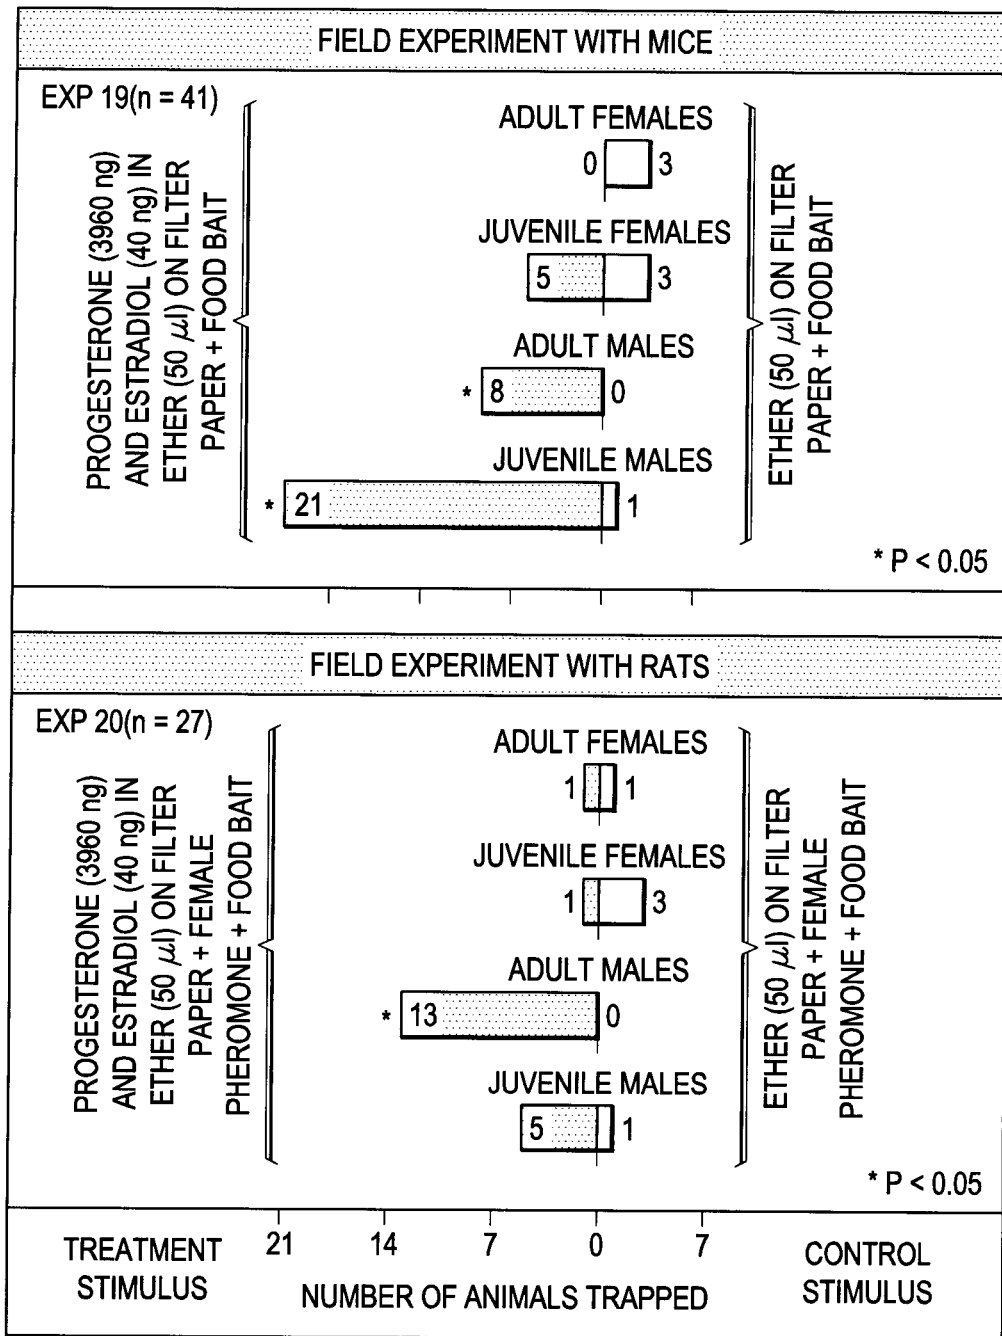 FIELD EXPERIMENT WITH MICE
EXP 19(n = 41)
PROGESTERONE (3960 ng)
AND ESTRADIOL (40 ng) IN
ETHER (50 µl) ON FILTER
PAPER + FOOD BAIT
ADULT FEMALES
0 3
JUVENILE FEMALES
5 3
ADULT MALES
* 8 0
JUVENILE MALES
* 21 1
ETHER (50 µl) ON FILTER
PAPER + FOOD BAIT
* P < 0.05
FIELD EXPERIMENT WITH RATS
EXP 20(n = 27)
PROGESTERONE (3960 ng)
AND ESTRADIOL (40 ng) IN
ETHER (50 µl) ON FILTER
PAPER + FEMALE
PHEROMONE + FOOD BAIT
ADULT FEMALES
1 1
JUVENILE FEMALES
1 3
ADULT MALES
* 13 0
JUVENILE MALES
5 1
ETHER (50 µl) ON FILTER
PAPER + FEMALE
PHEROMONE + FOOD BAIT
* P < 0.05
TREATMENT
STIMULUS
21 14 7 0 7
NUMBER OF ANIMALS TRAPPED
CONTROL
STIMULUS